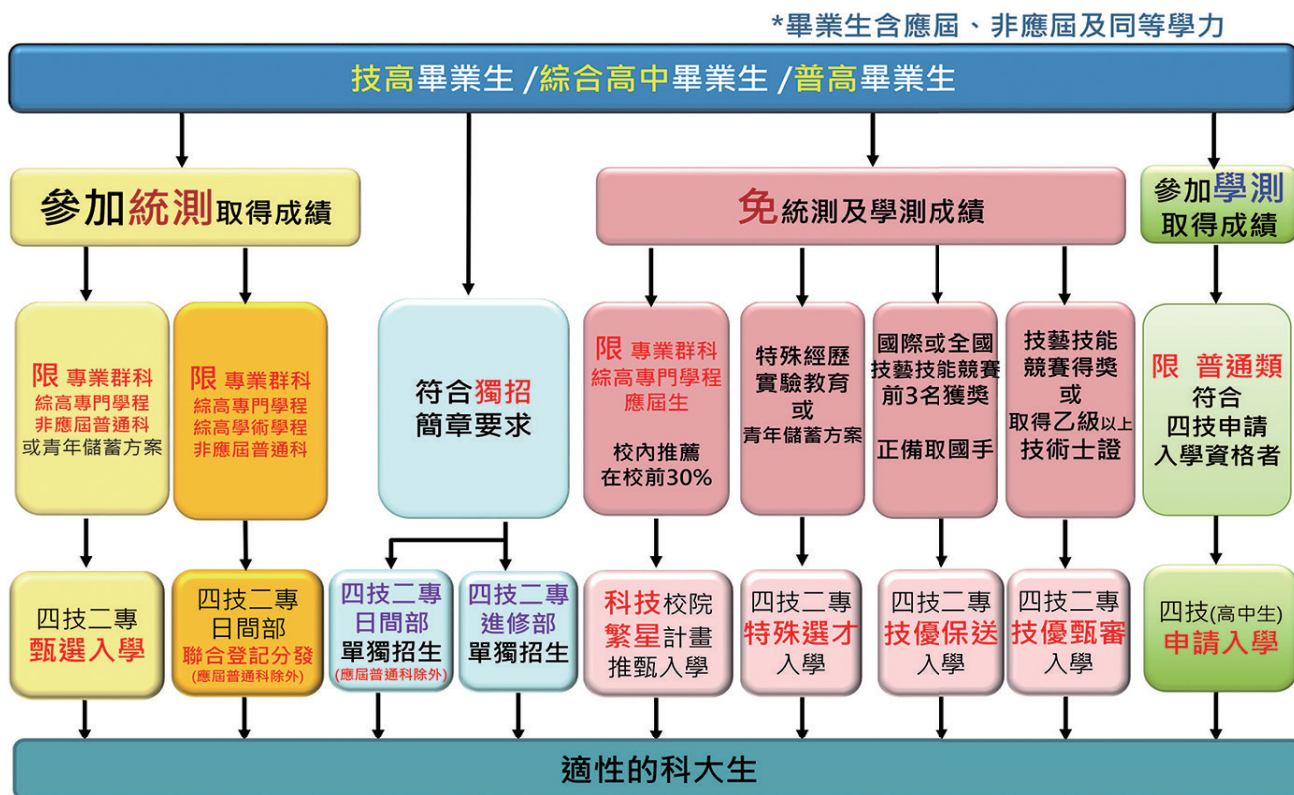 *畢業生含應屆、非應屆及同等學力
技高畢業生/綜合高中畢業生/普高畢業生
參加統測取得成績
免統測及學測成績
參加學測
取得成績
限 專業群科
綜高專門學程
非應屆普通科
或青年儲蓄方案
限 專業群科
綜高專門學程
綜高學術學程
非應屆普通科
符合獨招
簡章要求
限 專業群科
綜高專門學程
應屆生
校內推薦
在校前30%
特殊經歷
實驗教育
或
青年儲蓄方案
國際或全國
技藝技能競賽
前3名獲獎
正備取國手
技藝技能
競賽得獎
或
取得乙級以上
技術士證
限 普通類
符合
四技申請
入學資格者
四技二專
甄選入學
四技二專
日間部
聯合登記分發
(應屆普通科除外)
四技二專
日間部
單獨招生
(應屆普通科除外)
四技二專
進修部
單獨招生
科技校院
繁星計畫
推甄入學
四技二專
特殊選才
入學
四技二專
技優保送
入學
四技二專
技優甄審
入學
四技(高中生)
申請入學
適性的科大生